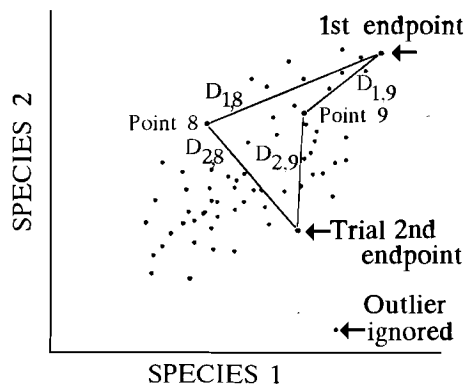 1st endpoint
D1,8
D1,9
Point 8
Point 9
D2,8
D2,9
SPECIES 2
Trial 2nd
endpoint
Outlier
ignored
SPECIES 1